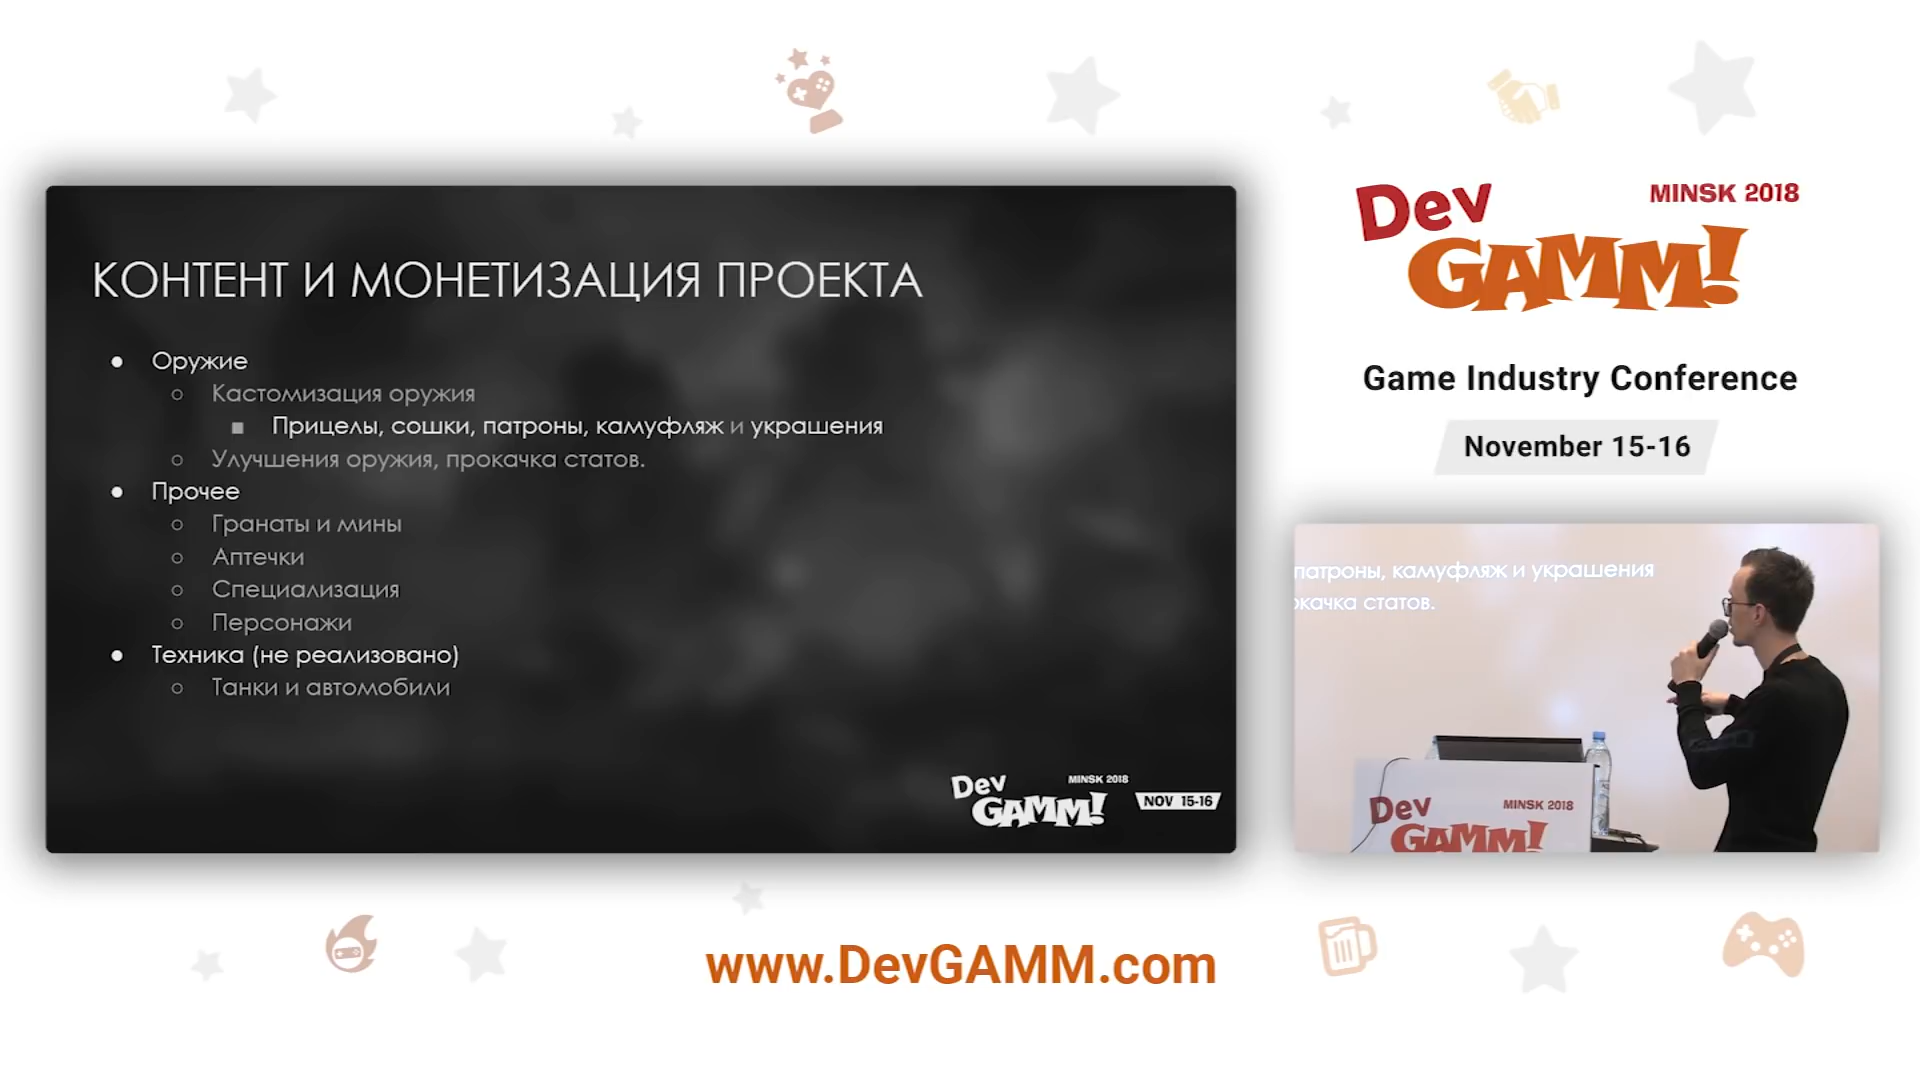 КОНТЕНТ И МОНЕТИЗАЦИЯ ПРОЕКТА
Оружие
Кастомизация оружия
Прицелы, сошки, патроны, камуфляж и украшения
Улучшения оружия, прокачка статов.
Прочее
Гранаты и мины
Аптечки
Специализация
Персонажи
Техника (не реализовано)
Танки и автомобили
Dev
GAMM!
MINSK 2018
NOV 15-16
Dev
GAMM!
MINSK 2018
Game Industry Conference
November 15-16
патроны, камуфляж и украшения
окачка статов.
Dev
GAMM!
MINSK 2018
www.DevGAMM.com